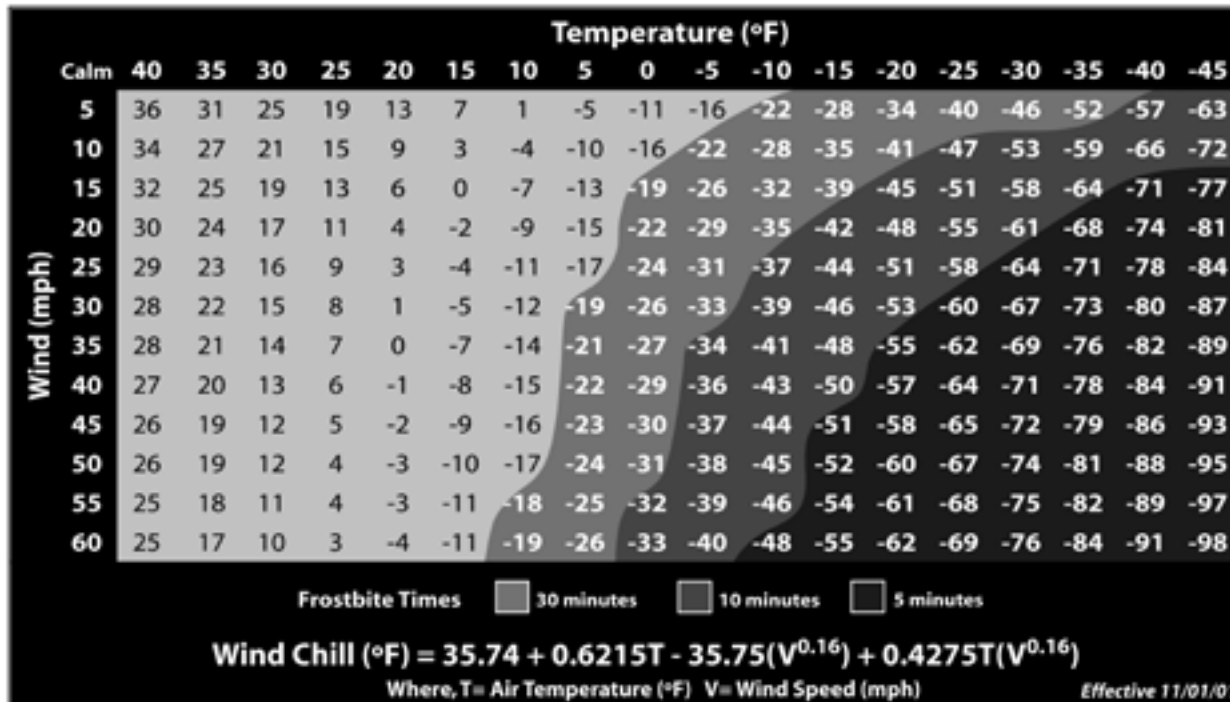 Temperature (°F)
Calm 40 35 30 25 20 15 10 5 0 -5 -10 -15 -20 -25 -30 -35 -40 -45
5 36 31 25 19 13 7 1 -5 -11 -16 -22 -28 -34 -40 -46 -52 -57 -63
10 34 27 21 15 9 3 -4 -10 -16 -22 -28 -35 -41 -47 -53 -59 -66 -72
15 32 25 19 13 6 0 -7 -13 -19 -26 -32 -39 -45 -51 -58 -64 -71 -77
20 30 24 17 11 4 -2 -9 -15 -22 -29 -35 -42 -48 -55 -61 -68 -74 -81
25 29 23 16 9 3 -4 -11 -17 -24 -31 -37 -44 -51 -58 -64 -71 -78 -84
30 28 22 15 8 1 -5 -12 -19 -26 -33 -39 -46 -53 -60 -67 -73 -80 -87
35 28 21 14 7 0 -7 -14 -21 -27 -34 -41 -48 -55 -62 -69 -76 -82 -89
40 27 20 13 6 -1 -8 -15 -22 -29 -36 -43 -50 -57 -64 -71 -78 -84 -91
45 26 19 12 5 -2 -9 -16 -23 -30 -37 -44 -51 -58 -65 -72 -79 -86 -93
50 26 19 12 4 -3 -10 -17 -24 -31 -38 -45 -52 -60 -67 -74 -81 -88 -95
55 25 18 11 4 -3 -11 -18 -25 -32 -39 -46 -54 -61 -68 -75 -82 -89 -97
60 25 17 10 3 -4 -11 -19 -26 -33 -40 -48 -55 -62 -69 -76 -84 -91 -98
Wind (mph)
Frostbite Times 30 minutes 10 minutes 5 minutes
Wind Chill (°F) = 35.74 + 0.6215T - 35.75(V^0.16) + 0.4275T(V^0.16)
Where, T= Air Temperature (°F) V= Wind Speed (mph) Effective 11/01/0